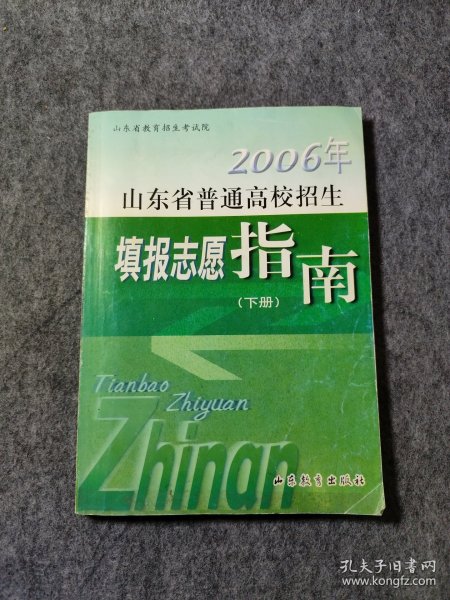 山东省教育招生考试院
2006年
山东省普通高校招生
填报志愿指南
(下册)
Tianbao
Zhiyuan
Zhinan
山东教育出版社
孔夫子旧书网
www.kongfz.com